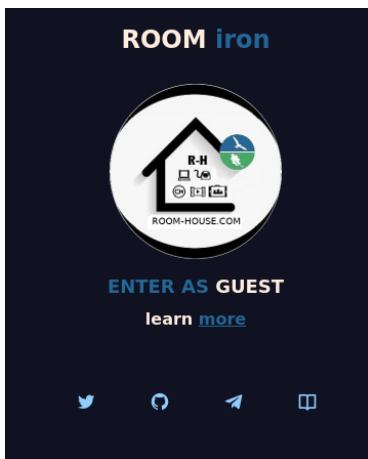 ROOM iron
R-H
ROOM-HOUSE.COM
ENTER AS GUEST
learn more